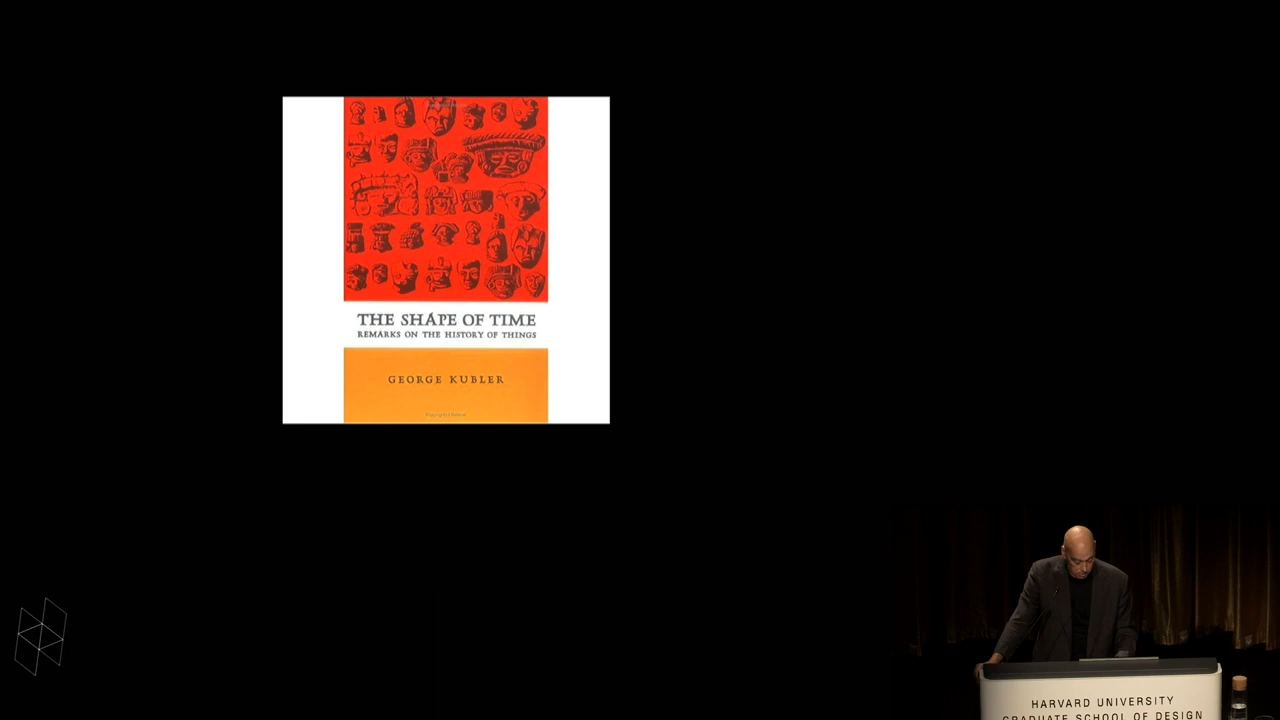 THE SHAPE OF TIME
REMARKS ON THE HISTORY OF THINGS
GEORGE KUBLER
HARVARD UNIVERSITY
GRADUATE SCHOOL OF DESIGN